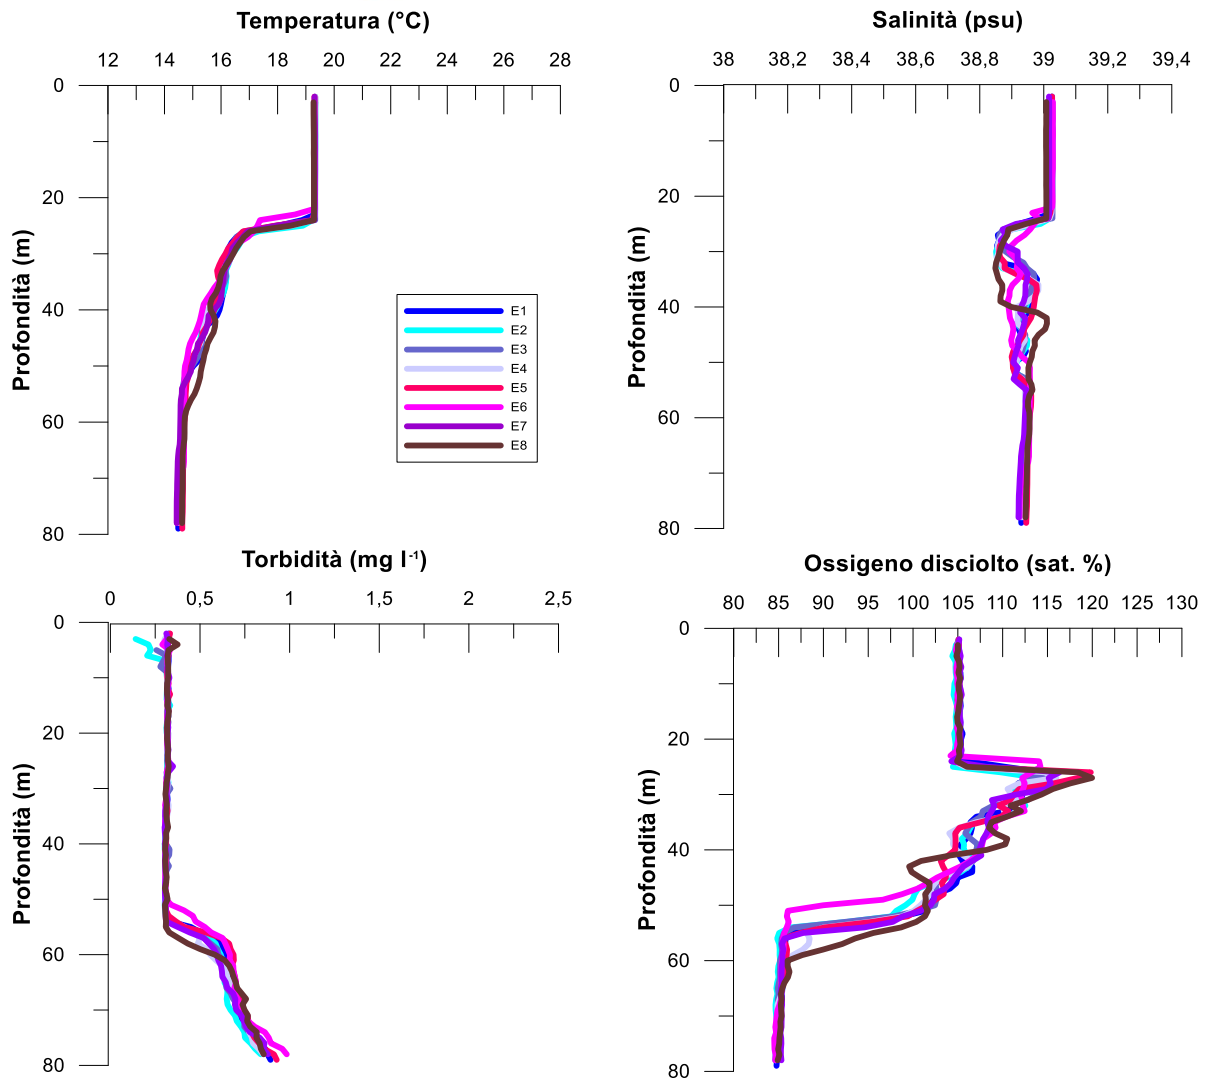 Temperatura (°C)
12 14 16 18 20 22 24 26 28
0
20
40
60
80
Profondità (m)
E1
E2
E3
E4
E5
E6
E7
E8
Salinità (psu)
38 38,2 38,4 38,6 38,8 39 39,2 39,4
0
20
40
60
80
Profondità (m)
Torbidità (mg l⁻¹)
0 0,5 1 1,5 2 2,5
0
20
40
60
80
Profondità (m)
Ossigeno disciolto (sat. %)
80 85 90 95 100 105 110 115 120 125 130
0
20
40
60
80
Profondità (m)